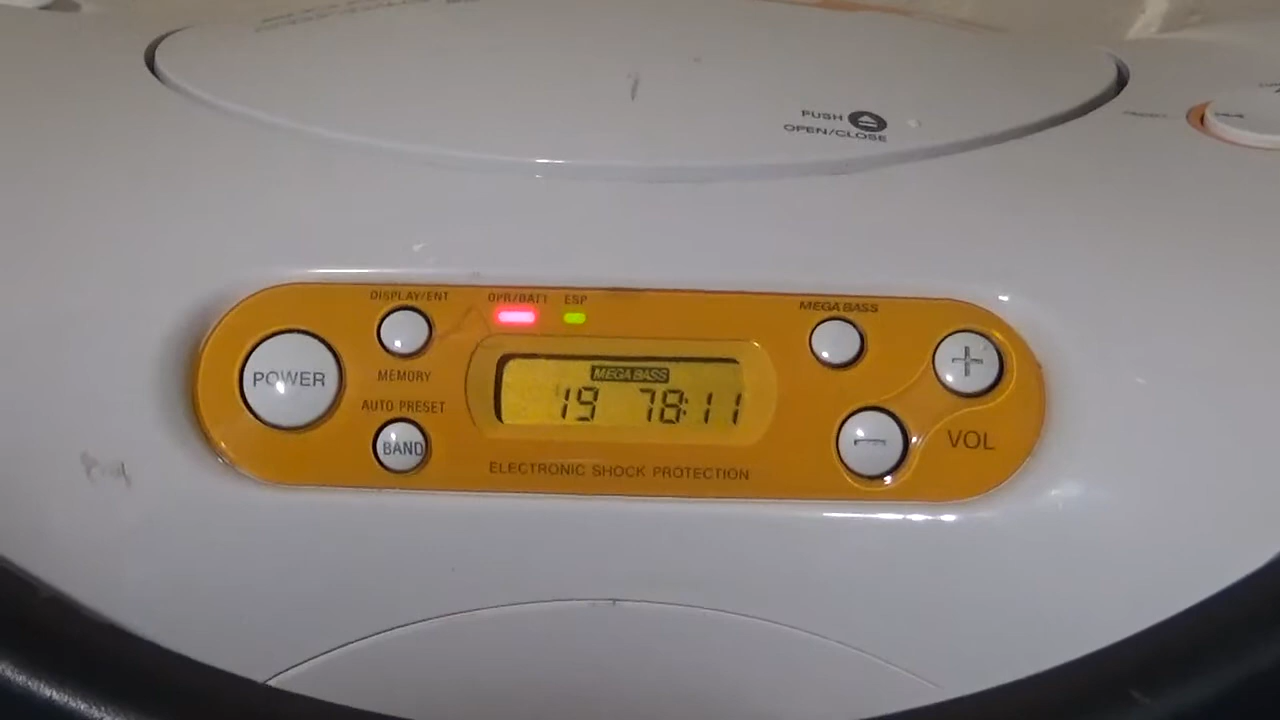 PUSH
OPEN/CLOSE
DISPLAY/ENT
OPR/BATT
ESP
MEGA BASS
POWER
MEMORY
MEGA BASS
19 78:11
AUTO PRESET
BAND
VOL
ELECTRONIC SHOCK PROTECTION